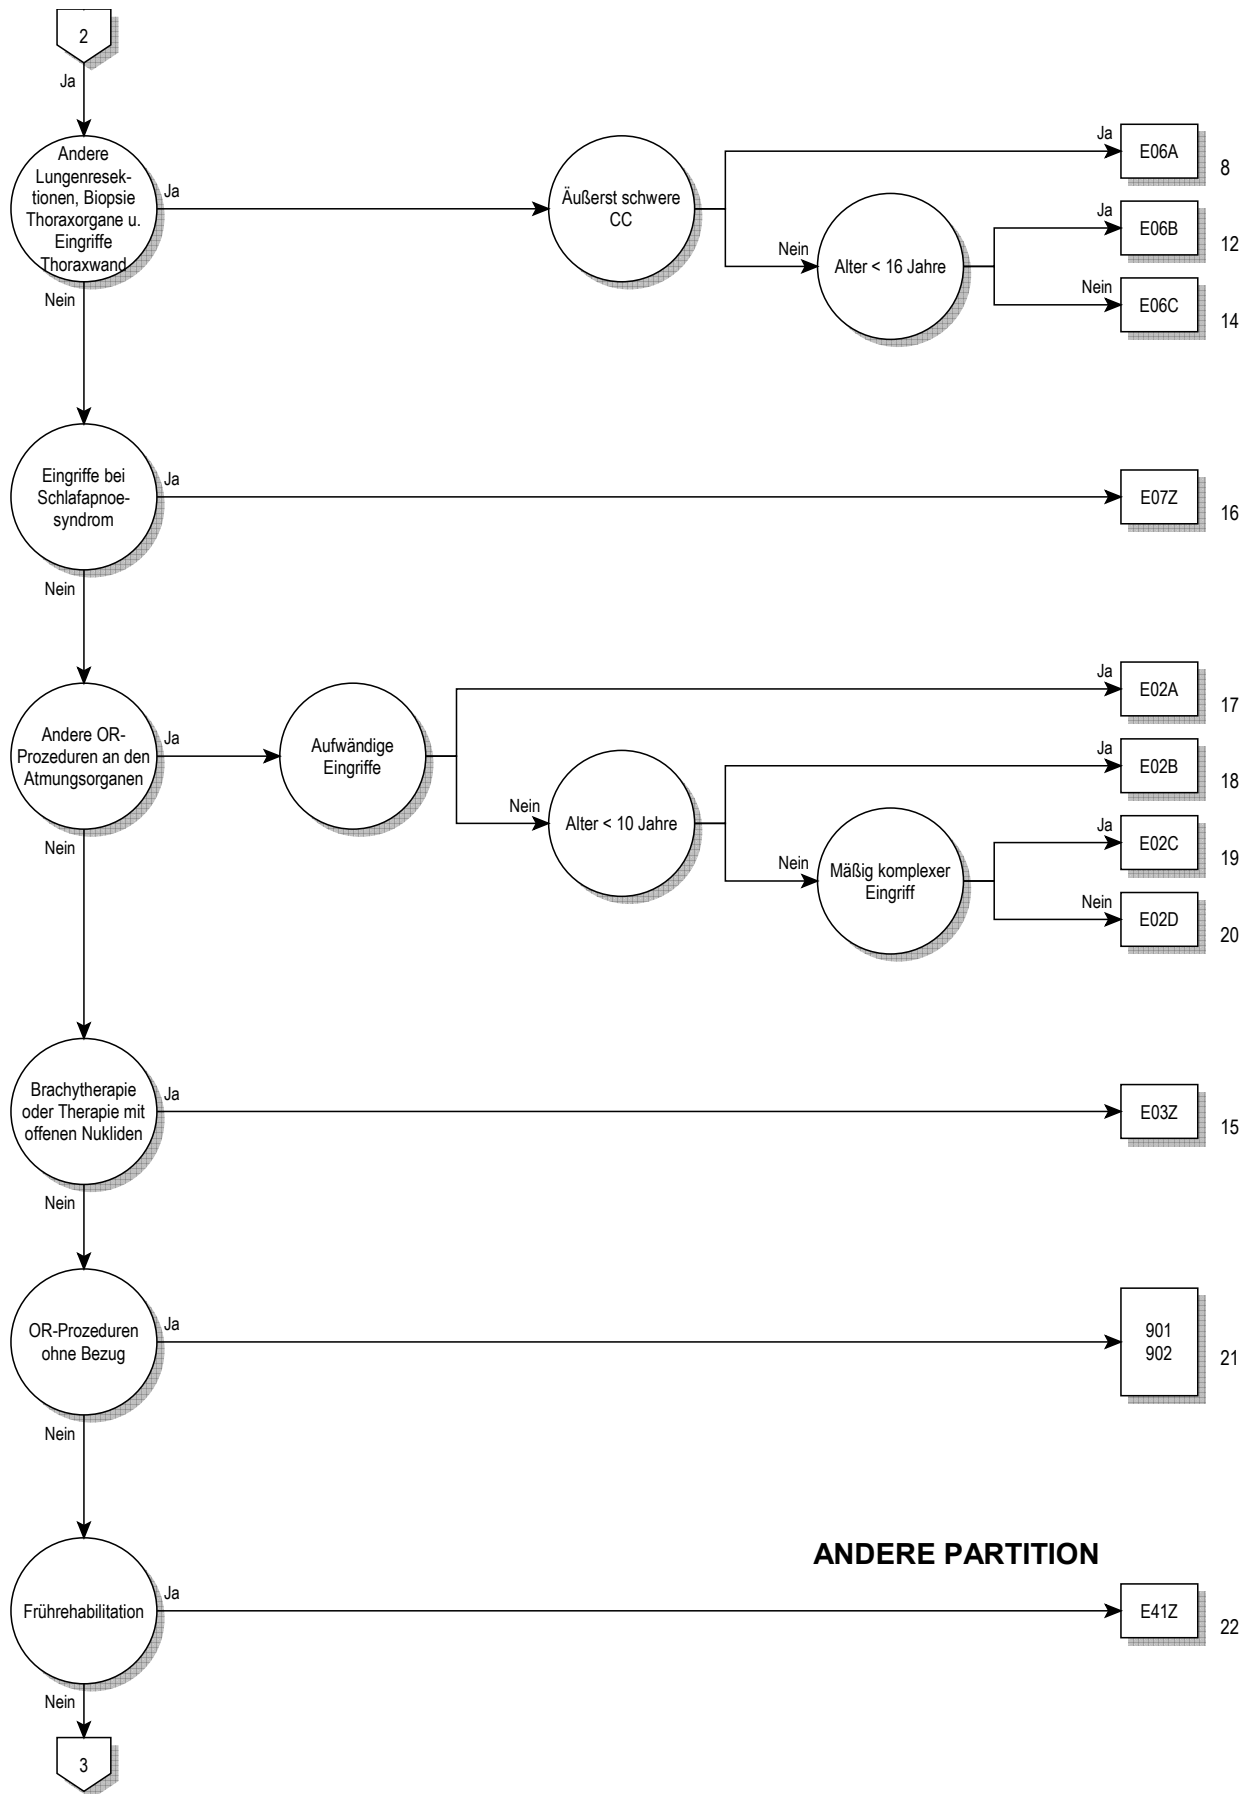 2
Ja
Andere
Lungenresek-
tionen, Biopsie
Thoraxorgane u.
Eingriffe
Thoraxwand
Ja
Äußerst schwere
CC
Ja
E06A
8
Nein
Alter < 16 Jahre
Ja
E06B
12
Nein
E06C
14
Nein
Eingriffe bei
Schlafapnoe-
syndrom
Ja
E07Z
16
Nein
Andere OR-
Prozeduren an den
Atmungsorganen
Ja
Aufwändige
Eingriffe
Ja
E02A
17
Nein
Alter < 10 Jahre
Ja
E02B
18
Nein
Mäßig komplexer
Eingriff
Ja
E02C
19
Nein
E02D
20
Nein
Brachytherapie
oder Therapie mit
offenen Nukliden
Ja
E03Z
15
Nein
OR-Prozeduren
ohne Bezug
Ja
901
902
21
Nein
ANDERE PARTITION
Frührehabilitation
Ja
E41Z
22
Nein
3